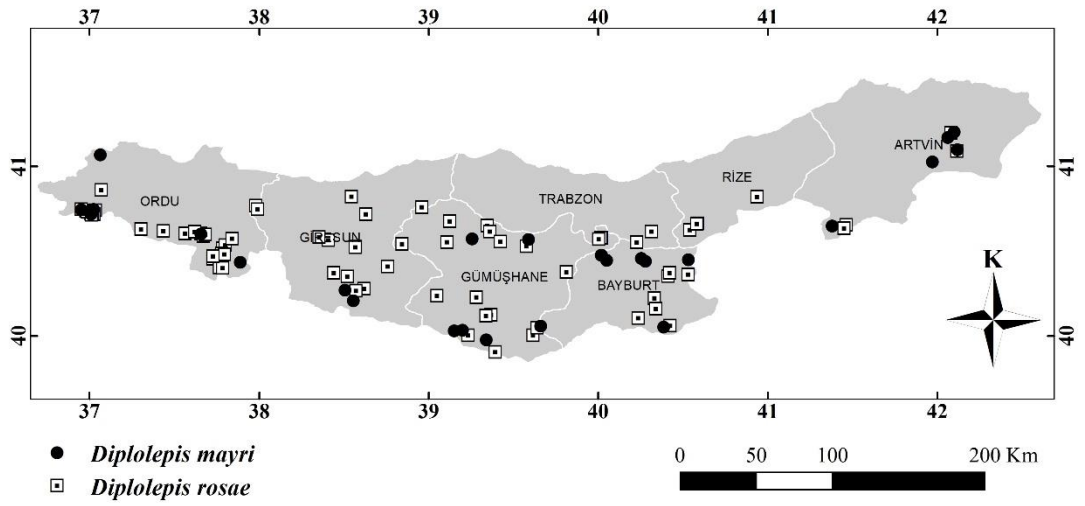 37 38 39 40 41 42
41 41
40 40
ORDU
GİRESUN
TRABZON
GÜMÜŞHANE
BAYBURT
RİZE
ARTVİN
K
37 38 39 40 41 42
Diplolepis mayri
Diplolepis rosae
0 50 100 200 Km